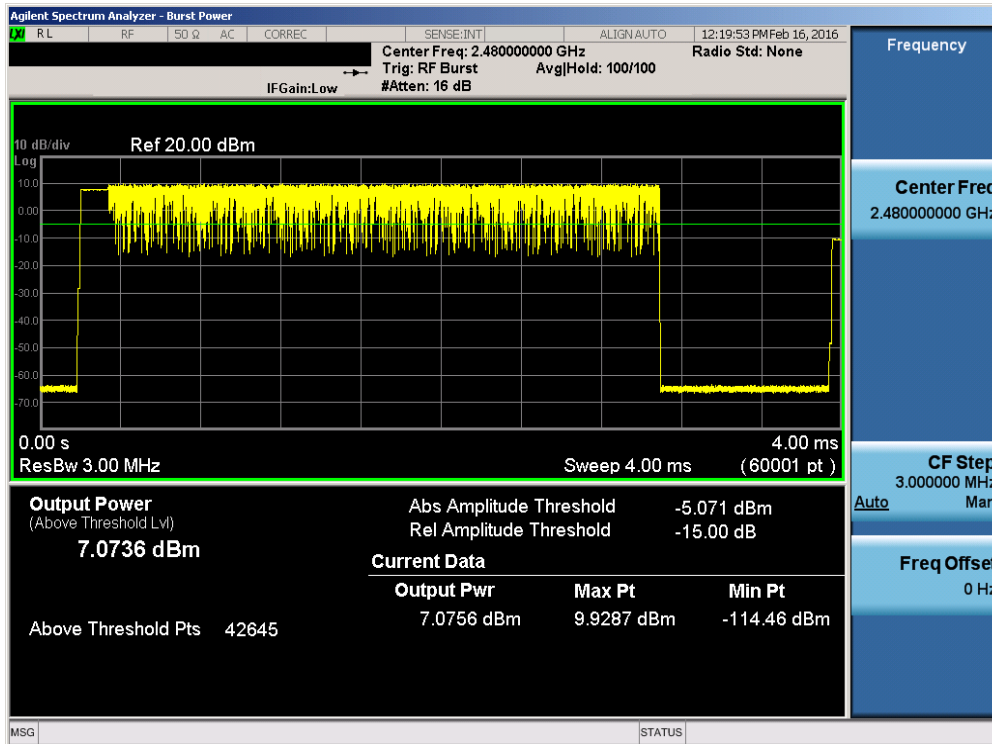 Agilent Spectrum Analyzer - Burst Power
LXI RL RF 50 Ω AC CORREC SENSE:INT ALIGN AUTO 12:19:53 PM Feb 16, 2016
Center Freq: 2.480000000 GHz Radio Std: None
Trig: RF Burst Avg|Hold: 100/100
IFGain:Low #Atten: 16 dB
10 dB/div Ref 20.00 dBm
Log
10.0
0.00
-10.0
-20.0
-30.0
-40.0
-50.0
-60.0
-70.0
0.00 s 4.00 ms
ResBw 3.00 MHz Sweep 4.00 ms (60001 pt)
Output Power
(Above Threshold Lvl)
7.0736 dBm
Above Threshold Pts 42645
Abs Amplitude Threshold -5.071 dBm
Rel Amplitude Threshold -15.00 dB
Current Data
Output Pwr Max Pt Min Pt
7.0756 dBm 9.9287 dBm -114.46 dBm
Frequency
Center Freq
2.480000000 GHz
CF Step
3.000000 MHz
Auto Man
Freq Offset
0 Hz
MSG STATUS